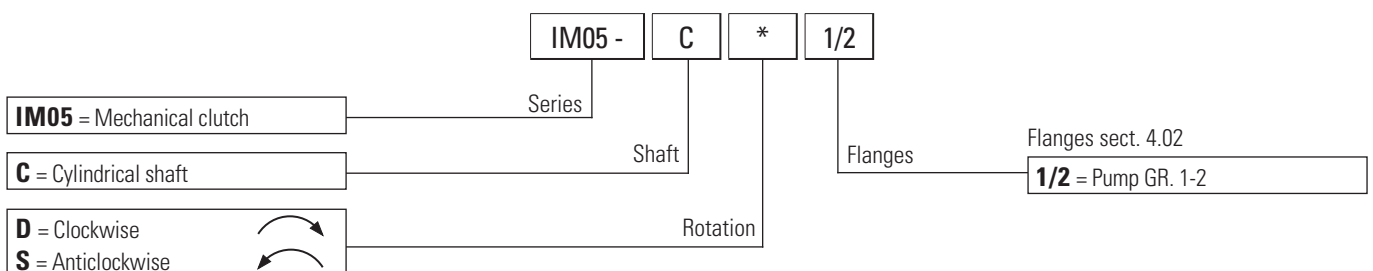 IM05 - C * 1/2
Series
IM05 = Mechanical clutch
Flanges sect. 4.02
Shaft
Flanges
C = Cylindrical shaft
1/2 = Pump GR. 1-2
Rotation
D = Clockwise
S = Anticlockwise